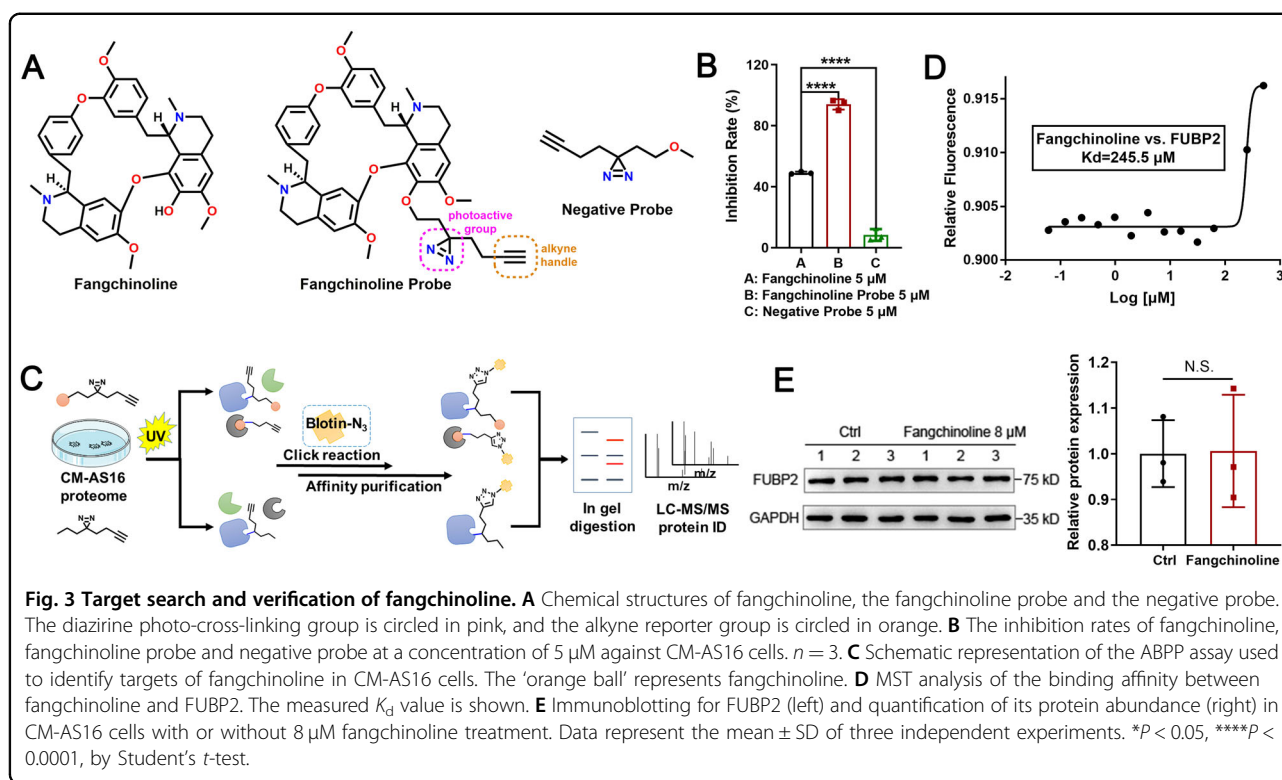 A
O
O
O
N
H
H
N
O
HO
O
O
Fangchinoline
O
O
O
N
H
H
N
O
O
O
O
photoactive
group
N
N
alkyne
handle
Fangchinoline Probe
O
N=N
Negative Probe
B
Inhibition Rate (%)
120
80
40
0
****
****
A B C
A: Fangchinoline 5 µM
B: Fangchinoline Probe 5 µM
C: Negative Probe 5 µM
D
Relative Fluorescence
0.915
0.910
0.905
0.900
Fangchinoline vs. FUBP2
Kd=245.5 µM
-2 -1 0 1 2 3
Log [µM]
C
N=N
UV
CM-AS16
proteome
N=N
Biotin-N3
Click reaction
Affinity purification
N=N
N
N=N
N
N=N
N
In gel
digestion
m/z
m/z
LC-MS/MS
protein ID
E
Ctrl Fangchinoline 8 µM
1 2 3 1 2 3
FUBP2 75 kD
GAPDH 35 kD
Relative protein expression
1.2
1.1
1.0
0.9
0.8
N.S.
Ctrl Fangchinoline
Fig. 3 Target search and verification of fangchinoline. A Chemical structures of fangchinoline, the fangchinoline probe and the negative probe.
The diazirine photo-cross-linking group is circled in pink, and the alkyne reporter group is circled in orange. B The inhibition rates of fangchinoline,
fangchinoline probe and negative probe at a concentration of 5 µM against CM-AS16 cells. n = 3. C Schematic representation of the ABPP assay used
to identify targets of fangchinoline in CM-AS16 cells. The 'orange ball' represents fangchinoline. D MST analysis of the binding affinity between
fangchinoline and FUBP2. The measured Kd value is shown. E Immunoblotting for FUBP2 (left) and quantification of its protein abundance (right) in
CM-AS16 cells with or without 8 µM fangchinoline treatment. Data represent the mean ± SD of three independent experiments. *P < 0.05, ****P <
0.0001, by Student's t-test.